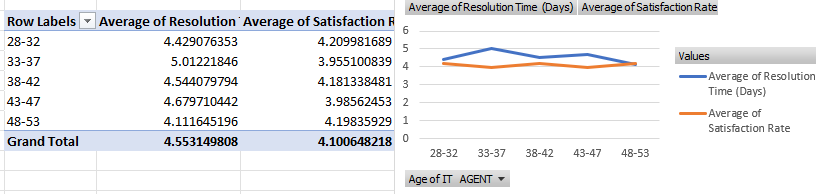 Row Labels Average of Resolution Average of Satisfaction R
28-32 4.429076353 4.209981689
33-37 5.01221846 3.955100839
38-42 4.544079794 4.181338481
43-47 4.679710442 3.98562453
48-53 4.111645196 4.19835929
Grand Total 4.553149808 4.100648218
Average of Resolution Time (Days) Average of Satisfaction Rate
6
5
4
3
2
1
0
28-32 33-37 38-42 43-47 48-53
Values
Average of Resolution
Time (Days)
Average of
Satisfaction Rate
Age of IT AGENT